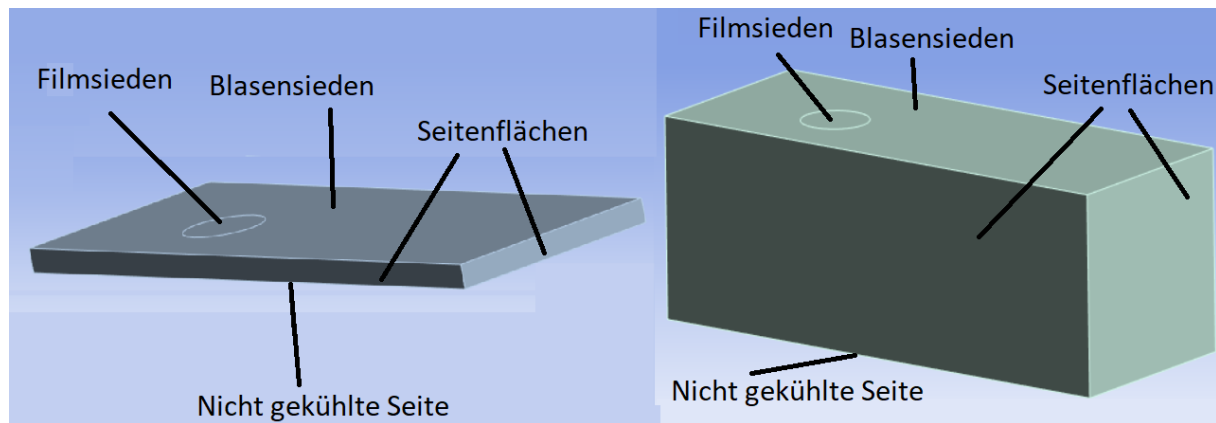 Filmsieden
Blasensieden
Seitenflächen
Nicht gekühlte Seite
Filmsieden
Blasensieden
Seitenflächen
Nicht gekühlte Seite